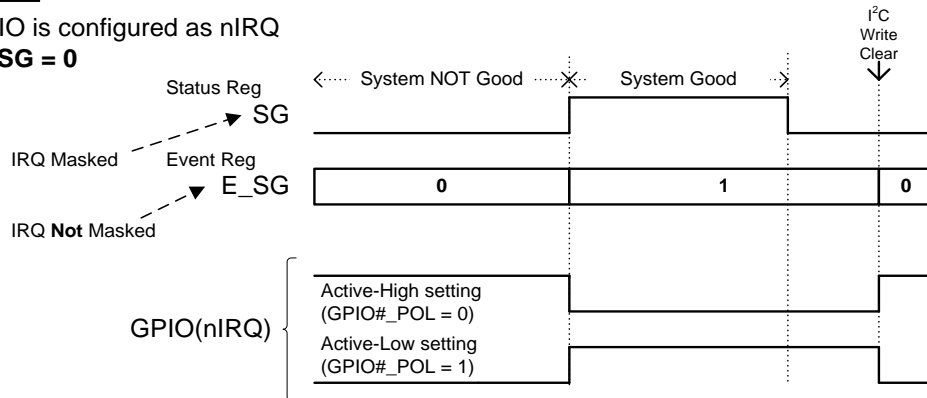 IO is configured as nIRQ
SG = 0
I²C
Write
Clear
System NOT Good
System Good
Status Reg
SG
IRQ Masked
Event Reg
E_SG
0
1
0
IRQ Not Masked
GPIO(nIRQ)
Active-High setting
(GPIO#_POL = 0)
Active-Low setting
(GPIO#_POL = 1)